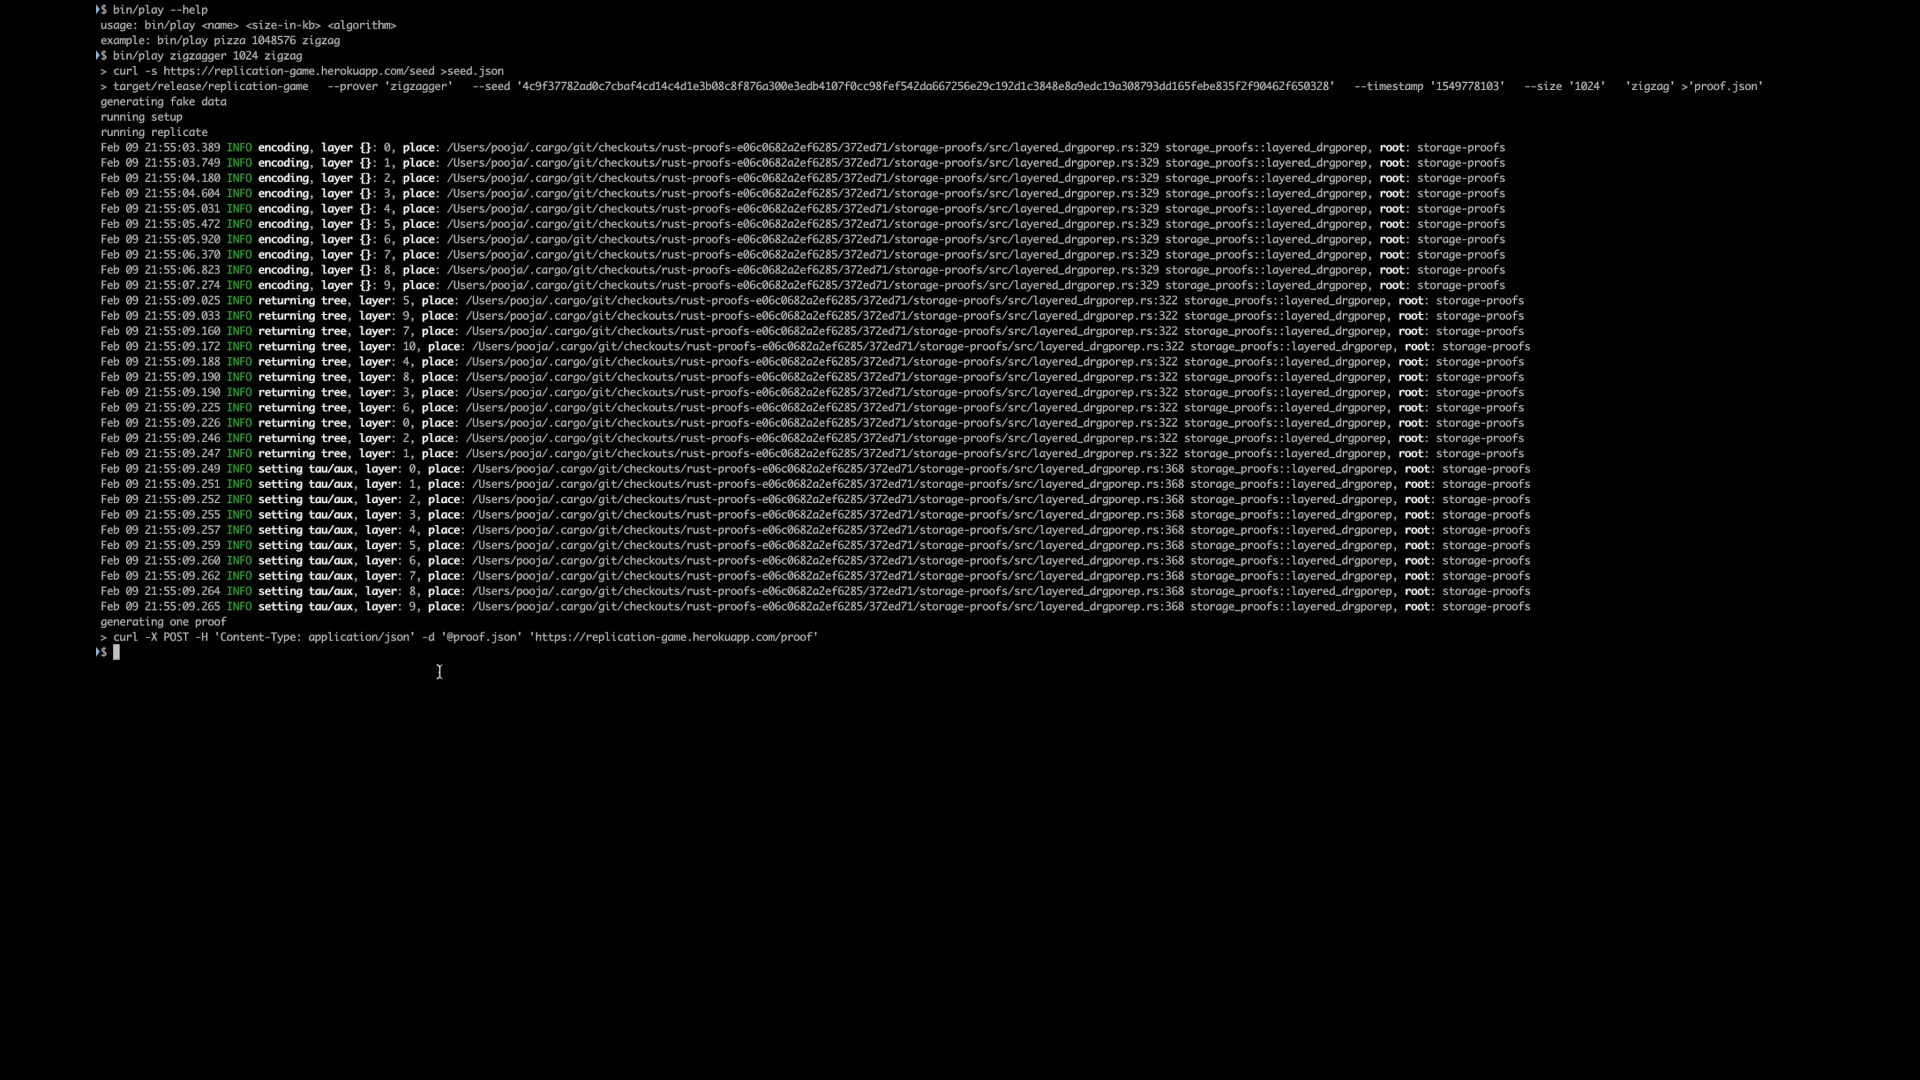 $ bin/play --help
usage: bin/play <name> <size-in-kb> <algorithm>
example: bin/play pizza 1048576 zigzag
$ bin/play zigzagger 1024 zigzag
> curl -s https://replication-game.herokuapp.com/seed >seed.json
> target/release/replication-game --prover 'zigzagger' --seed '4c9f37782ad0c7cbaf4cd14c4d1e3b08c8f876a300e3edb4107f0cc98fef542da667256e29c192d1c3848e8a9edc19a308793dd165febe835f2f90462f650328' --timestamp '1549778103' --size '1024' 'zigzag' >'proof.json'
generating fake data
running setup
running replicate
Feb 09 21:55:03.389 INFO encoding, layer {}: 0, place: /Users/pooja/.cargo/git/checkouts/rust-proofs-e06c0682a2ef6285/372ed71/storage-proofs/src/layered_drgporep.rs:329 storage_proofs::layered_drgporep, root: storage-proofs
Feb 09 21:55:03.749 INFO encoding, layer {}: 1, place: /Users/pooja/.cargo/git/checkouts/rust-proofs-e06c0682a2ef6285/372ed71/storage-proofs/src/layered_drgporep.rs:329 storage_proofs::layered_drgporep, root: storage-proofs
Feb 09 21:55:04.180 INFO encoding, layer {}: 2, place: /Users/pooja/.cargo/git/checkouts/rust-proofs-e06c0682a2ef6285/372ed71/storage-proofs/src/layered_drgporep.rs:329 storage_proofs::layered_drgporep, root: storage-proofs
Feb 09 21:55:04.604 INFO encoding, layer {}: 3, place: /Users/pooja/.cargo/git/checkouts/rust-proofs-e06c0682a2ef6285/372ed71/storage-proofs/src/layered_drgporep.rs:329 storage_proofs::layered_drgporep, root: storage-proofs
Feb 09 21:55:05.031 INFO encoding, layer {}: 4, place: /Users/pooja/.cargo/git/checkouts/rust-proofs-e06c0682a2ef6285/372ed71/storage-proofs/src/layered_drgporep.rs:329 storage_proofs::layered_drgporep, root: storage-proofs
Feb 09 21:55:05.472 INFO encoding, layer {}: 5, place: /Users/pooja/.cargo/git/checkouts/rust-proofs-e06c0682a2ef6285/372ed71/storage-proofs/src/layered_drgporep.rs:329 storage_proofs::layered_drgporep, root: storage-proofs
Feb 09 21:55:05.920 INFO encoding, layer {}: 6, place: /Users/pooja/.cargo/git/checkouts/rust-proofs-e06c0682a2ef6285/372ed71/storage-proofs/src/layered_drgporep.rs:329 storage_proofs::layered_drgporep, root: storage-proofs
Feb 09 21:55:06.370 INFO encoding, layer {}: 7, place: /Users/pooja/.cargo/git/checkouts/rust-proofs-e06c0682a2ef6285/372ed71/storage-proofs/src/layered_drgporep.rs:329 storage_proofs::layered_drgporep, root: storage-proofs
Feb 09 21:55:06.823 INFO encoding, layer {}: 8, place: /Users/pooja/.cargo/git/checkouts/rust-proofs-e06c0682a2ef6285/372ed71/storage-proofs/src/layered_drgporep.rs:329 storage_proofs::layered_drgporep, root: storage-proofs
Feb 09 21:55:07.274 INFO encoding, layer {}: 9, place: /Users/pooja/.cargo/git/checkouts/rust-proofs-e06c0682a2ef6285/372ed71/storage-proofs/src/layered_drgporep.rs:329 storage_proofs::layered_drgporep, root: storage-proofs
Feb 09 21:55:09.025 INFO returning tree, layer: 5, place: /Users/pooja/.cargo/git/checkouts/rust-proofs-e06c0682a2ef6285/372ed71/storage-proofs/src/layered_drgporep.rs:322 storage_proofs::layered_drgporep, root: storage-proofs
Feb 09 21:55:09.033 INFO returning tree, layer: 9, place: /Users/pooja/.cargo/git/checkouts/rust-proofs-e06c0682a2ef6285/372ed71/storage-proofs/src/layered_drgporep.rs:322 storage_proofs::layered_drgporep, root: storage-proofs
Feb 09 21:55:09.160 INFO returning tree, layer: 7, place: /Users/pooja/.cargo/git/checkouts/rust-proofs-e06c0682a2ef6285/372ed71/storage-proofs/src/layered_drgporep.rs:322 storage_proofs::layered_drgporep, root: storage-proofs
Feb 09 21:55:09.172 INFO returning tree, layer: 10, place: /Users/pooja/.cargo/git/checkouts/rust-proofs-e06c0682a2ef6285/372ed71/storage-proofs/src/layered_drgporep.rs:322 storage_proofs::layered_drgporep, root: storage-proofs
Feb 09 21:55:09.188 INFO returning tree, layer: 4, place: /Users/pooja/.cargo/git/checkouts/rust-proofs-e06c0682a2ef6285/372ed71/storage-proofs/src/layered_drgporep.rs:322 storage_proofs::layered_drgporep, root: storage-proofs
Feb 09 21:55:09.190 INFO returning tree, layer: 8, place: /Users/pooja/.cargo/git/checkouts/rust-proofs-e06c0682a2ef6285/372ed71/storage-proofs/src/layered_drgporep.rs:322 storage_proofs::layered_drgporep, root: storage-proofs
Feb 09 21:55:09.190 INFO returning tree, layer: 3, place: /Users/pooja/.cargo/git/checkouts/rust-proofs-e06c0682a2ef6285/372ed71/storage-proofs/src/layered_drgporep.rs:322 storage_proofs::layered_drgporep, root: storage-proofs
Feb 09 21:55:09.225 INFO returning tree, layer: 6, place: /Users/pooja/.cargo/git/checkouts/rust-proofs-e06c0682a2ef6285/372ed71/storage-proofs/src/layered_drgporep.rs:322 storage_proofs::layered_drgporep, root: storage-proofs
Feb 09 21:55:09.226 INFO returning tree, layer: 0, place: /Users/pooja/.cargo/git/checkouts/rust-proofs-e06c0682a2ef6285/372ed71/storage-proofs/src/layered_drgporep.rs:322 storage_proofs::layered_drgporep, root: storage-proofs
Feb 09 21:55:09.246 INFO returning tree, layer: 2, place: /Users/pooja/.cargo/git/checkouts/rust-proofs-e06c0682a2ef6285/372ed71/storage-proofs/src/layered_drgporep.rs:322 storage_proofs::layered_drgporep, root: storage-proofs
Feb 09 21:55:09.247 INFO returning tree, layer: 1, place: /Users/pooja/.cargo/git/checkouts/rust-proofs-e06c0682a2ef6285/372ed71/storage-proofs/src/layered_drgporep.rs:322 storage_proofs::layered_drgporep, root: storage-proofs
Feb 09 21:55:09.249 INFO setting tau/aux, layer: 0, place: /Users/pooja/.cargo/git/checkouts/rust-proofs-e06c0682a2ef6285/372ed71/storage-proofs/src/layered_drgporep.rs:368 storage_proofs::layered_drgporep, root: storage-proofs
Feb 09 21:55:09.251 INFO setting tau/aux, layer: 1, place: /Users/pooja/.cargo/git/checkouts/rust-proofs-e06c0682a2ef6285/372ed71/storage-proofs/src/layered_drgporep.rs:368 storage_proofs::layered_drgporep, root: storage-proofs
Feb 09 21:55:09.252 INFO setting tau/aux, layer: 2, place: /Users/pooja/.cargo/git/checkouts/rust-proofs-e06c0682a2ef6285/372ed71/storage-proofs/src/layered_drgporep.rs:368 storage_proofs::layered_drgporep, root: storage-proofs
Feb 09 21:55:09.255 INFO setting tau/aux, layer: 3, place: /Users/pooja/.cargo/git/checkouts/rust-proofs-e06c0682a2ef6285/372ed71/storage-proofs/src/layered_drgporep.rs:368 storage_proofs::layered_drgporep, root: storage-proofs
Feb 09 21:55:09.257 INFO setting tau/aux, layer: 4, place: /Users/pooja/.cargo/git/checkouts/rust-proofs-e06c0682a2ef6285/372ed71/storage-proofs/src/layered_drgporep.rs:368 storage_proofs::layered_drgporep, root: storage-proofs
Feb 09 21:55:09.259 INFO setting tau/aux, layer: 5, place: /Users/pooja/.cargo/git/checkouts/rust-proofs-e06c0682a2ef6285/372ed71/storage-proofs/src/layered_drgporep.rs:368 storage_proofs::layered_drgporep, root: storage-proofs
Feb 09 21:55:09.260 INFO setting tau/aux, layer: 6, place: /Users/pooja/.cargo/git/checkouts/rust-proofs-e06c0682a2ef6285/372ed71/storage-proofs/src/layered_drgporep.rs:368 storage_proofs::layered_drgporep, root: storage-proofs
Feb 09 21:55:09.262 INFO setting tau/aux, layer: 7, place: /Users/pooja/.cargo/git/checkouts/rust-proofs-e06c0682a2ef6285/372ed71/storage-proofs/src/layered_drgporep.rs:368 storage_proofs::layered_drgporep, root: storage-proofs
Feb 09 21:55:09.264 INFO setting tau/aux, layer: 8, place: /Users/pooja/.cargo/git/checkouts/rust-proofs-e06c0682a2ef6285/372ed71/storage-proofs/src/layered_drgporep.rs:368 storage_proofs::layered_drgporep, root: storage-proofs
Feb 09 21:55:09.265 INFO setting tau/aux, layer: 9, place: /Users/pooja/.cargo/git/checkouts/rust-proofs-e06c0682a2ef6285/372ed71/storage-proofs/src/layered_drgporep.rs:368 storage_proofs::layered_drgporep, root: storage-proofs
generating one proof
> curl -X POST -H 'Content-Type: application/json' -d '@proof.json' 'https://replication-game.herokuapp.com/proof'
$